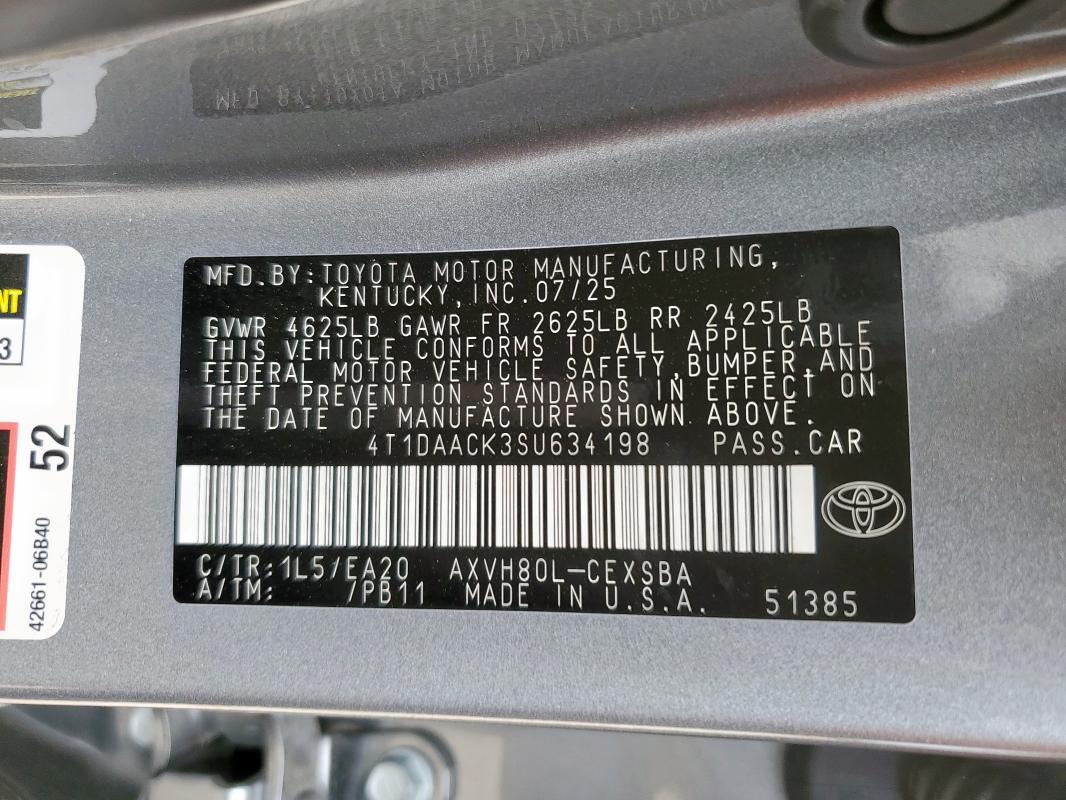 MFD.BY:TOYOTA MOTOR MANUFACTURING,
KENTUCKY,INC.07/25
GVWR 4625LB GAWR FR 2625LB RR 2425LB
THIS VEHICLE CONFORMS TO ALL APPLICABLE
FEDERAL MOTOR VEHICLE SAFETY,BUMPER,AND
THEFT PREVENTION STANDARDS IN EFFECT ON
THE DATE OF MANUFACTURE SHOWN ABOVE.
4T1DAACK3SU634198 PASS.CAR
C/TR:1L5/EA20 AXVH80L-CEXSBA
A/TM: /PB11 MADE IN U.S.A. 51385
NT
3
52
42661-06B40